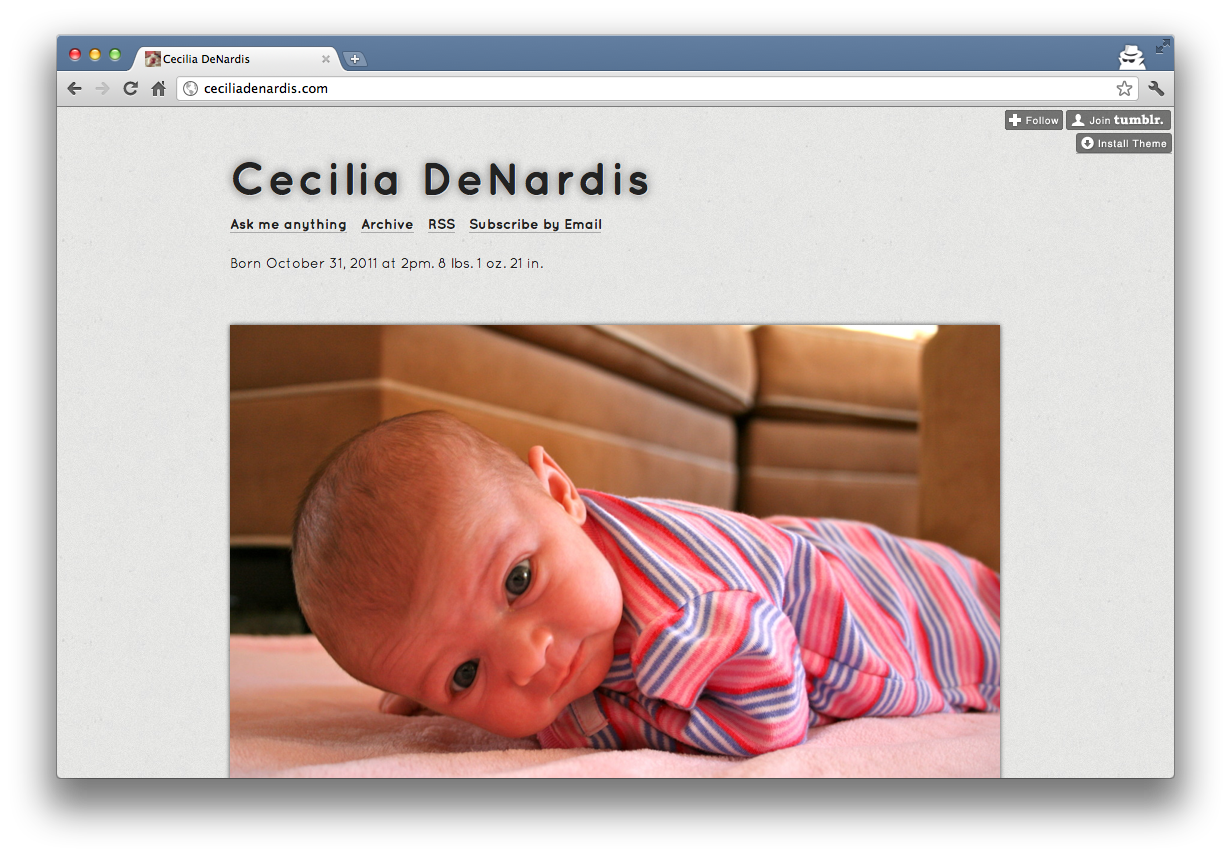 Cecilia DeNardis
ceciliadenardis.com
Follow
Join tumblr.
Install Theme
Cecilia DeNardis
Ask me anything Archive RSS Subscribe by Email
Born October 31, 2011 at 2pm. 8 lbs. 1 oz. 21 in.